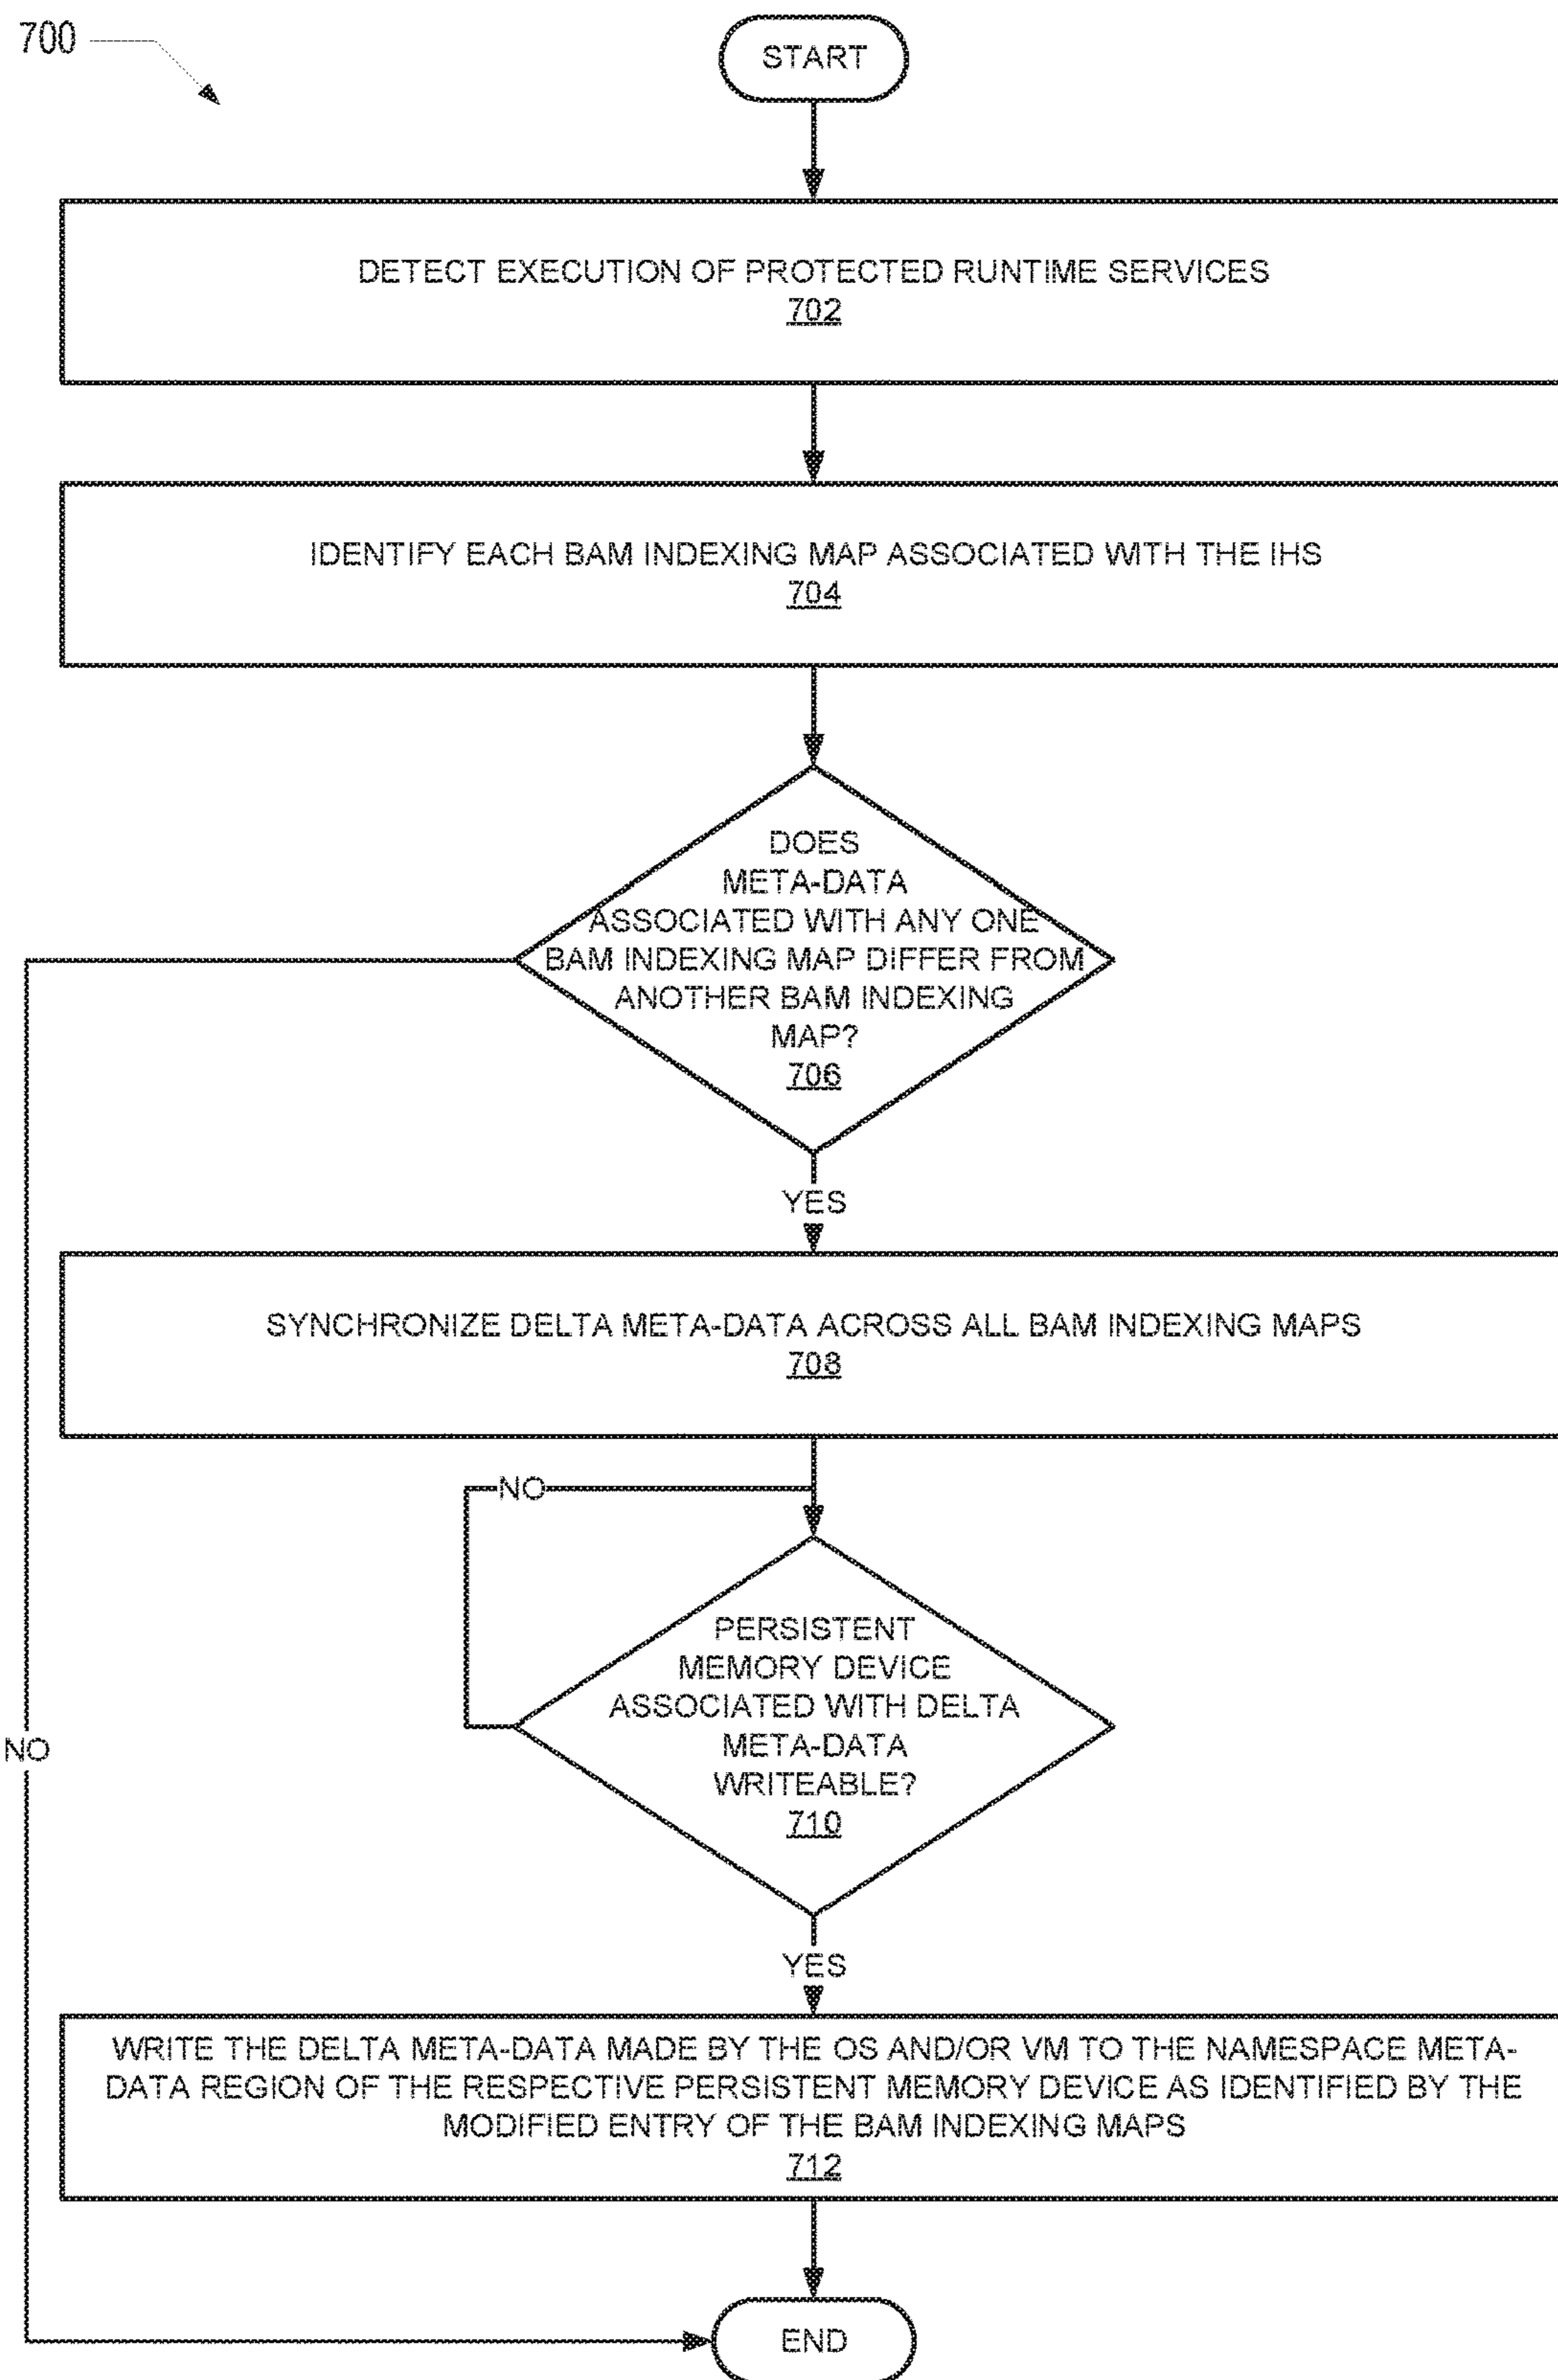 700
START
DETECT EXECUTION OF PROTECTED RUNTIME SERVICES
702
IDENTIFY EACH BAM INDEXING MAP ASSOCIATED WITH THE IHS
704
DOES
META-DATA
ASSOCIATED WITH ANY ONE
BAM INDEXING MAP DIFFER FROM
ANOTHER BAM INDEXING
MAP?
706
YES
SYNCHRONIZE DELTA META-DATA ACROSS ALL BAM INDEXING MAPS
708
NO
PERSISTENT
MEMORY DEVICE
ASSOCIATED WITH DELTA
META-DATA
WRITEABLE?
710
NO
YES
WRITE THE DELTA META-DATA MADE BY THE OS AND/OR VM TO THE NAMESPACE META-
DATA REGION OF THE RESPECTIVE PERSISTENT MEMORY DEVICE AS IDENTIFIED BY THE
MODIFIED ENTRY OF THE BAM INDEXING MAPS
712
END